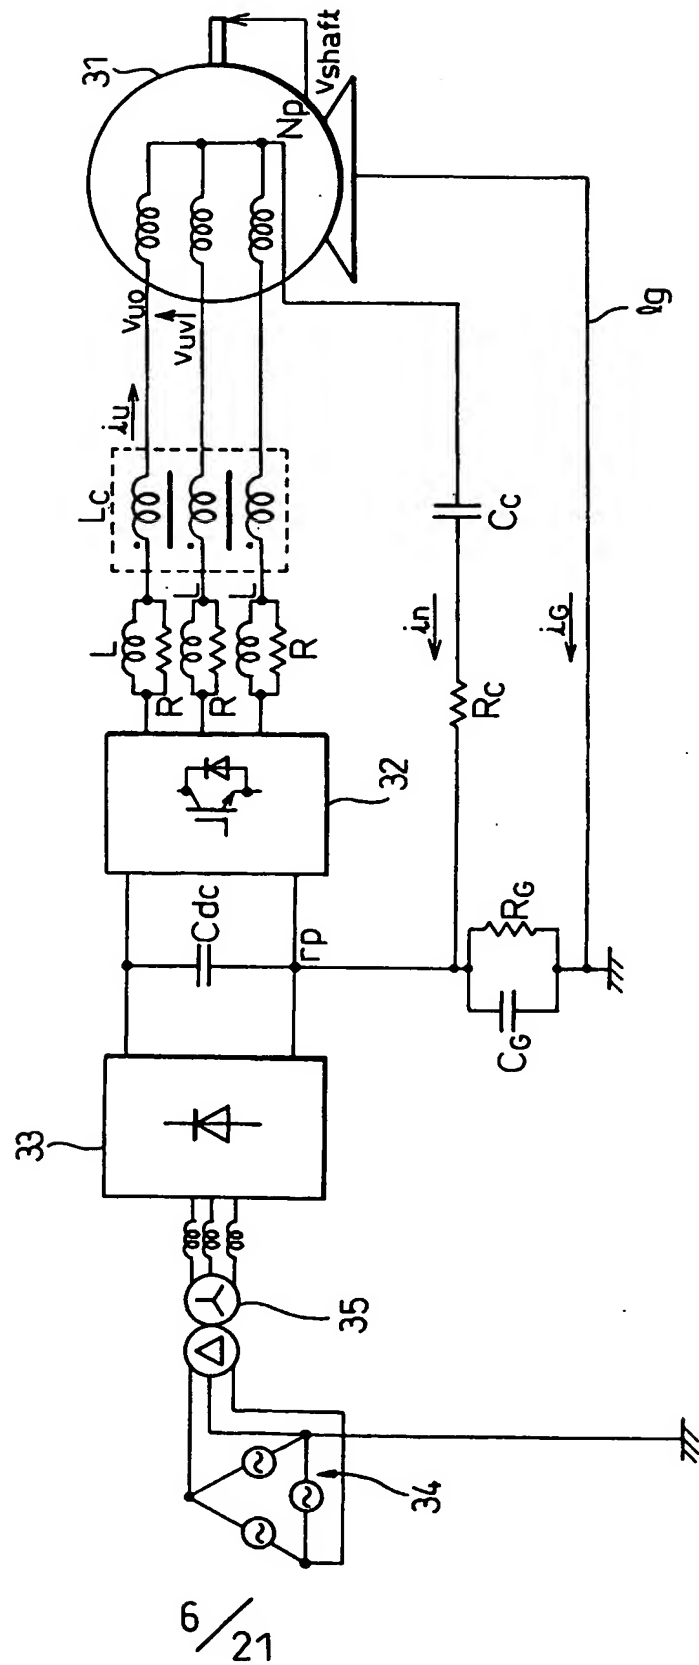 6/21
34
35
33
Cdc
rp
32
L
R
L
R
L
R
Lc
iu
Vuo
Vuvl
31
Np
Vshaft
CG
RG
Rc
in
Cc
iG
ℓg